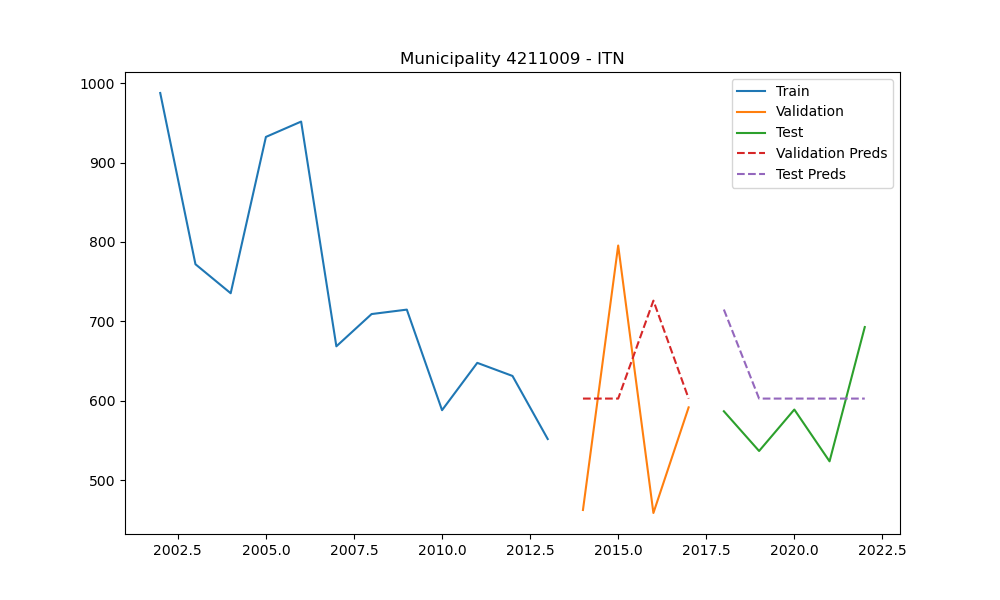 Municipality 4211009 - ITN
1000
900
800
700
600
500
2002.5 2005.0 2007.5 2010.0 2012.5 2015.0 2017.5 2020.0 2022.5
Train
Validation
Test
Validation Preds
Test Preds